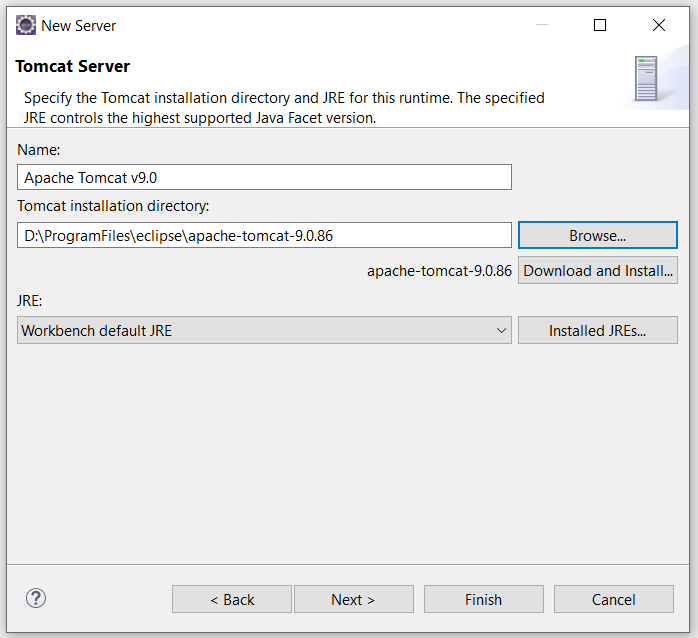 New Server
Tomcat Server
Specify the Tomcat installation directory and JRE for this runtime. The specified
JRE controls the highest supported Java Facet version.
Name:
Apache Tomcat v9.0
Tomcat installation directory:
D:\ProgramFiles\eclipse\apache-tomcat-9.0.86
Browse...
apache-tomcat-9.0.86
Download and Install...
JRE:
Workbench default JRE
Installed JREs...
?
< Back
Next >
Finish
Cancel